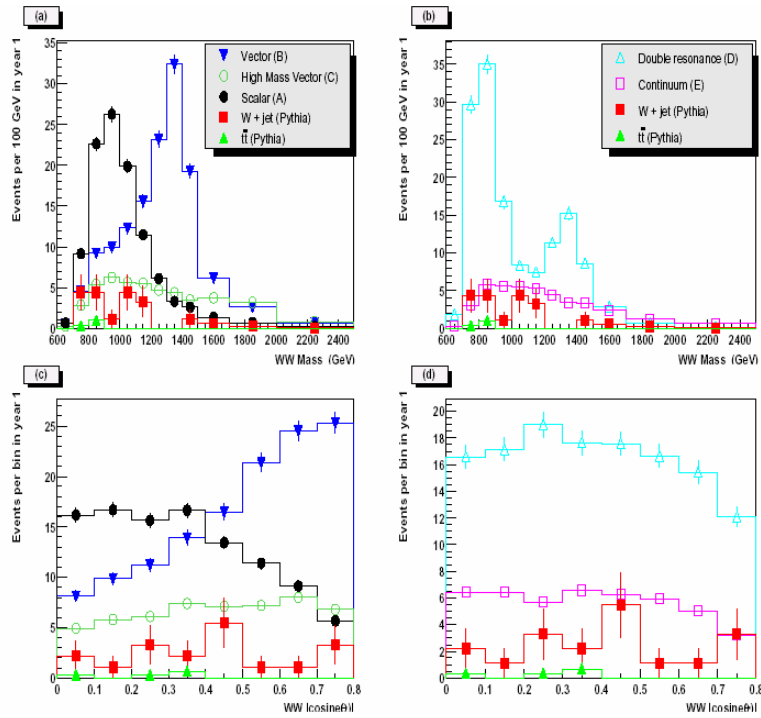 (a)
Events per 100 GeV in year 1
35
30
25
20
15
10
5
0
Vector (B)
High Mass Vector (C)
Scalar (A)
W + jet (Pythia)
tt̄ (Pythia)
600 800 1000 1200 1400 1600 1800 2000 2200 2400
WW Mass (GeV)
(b)
Events per 100 GeV in year 1
35
30
25
20
15
10
5
0
Double resonance (D)
Continuum (E)
W + jet (Pythia)
tt̄ (Pythia)
600 800 1000 1200 1400 1600 1800 2000 2200 2400
WW Mass (GeV)
(c)
Events per bin in year 1
25
20
15
10
5
0
0 0.1 0.2 0.3 0.4 0.5 0.6 0.7 0.8
WW |cosineθ|
(d)
Events per bin in year 1
20
18
16
14
12
10
8
6
4
2
0
0 0.1 0.2 0.3 0.4 0.5 0.6 0.7 0.8
WW |cosineθ|